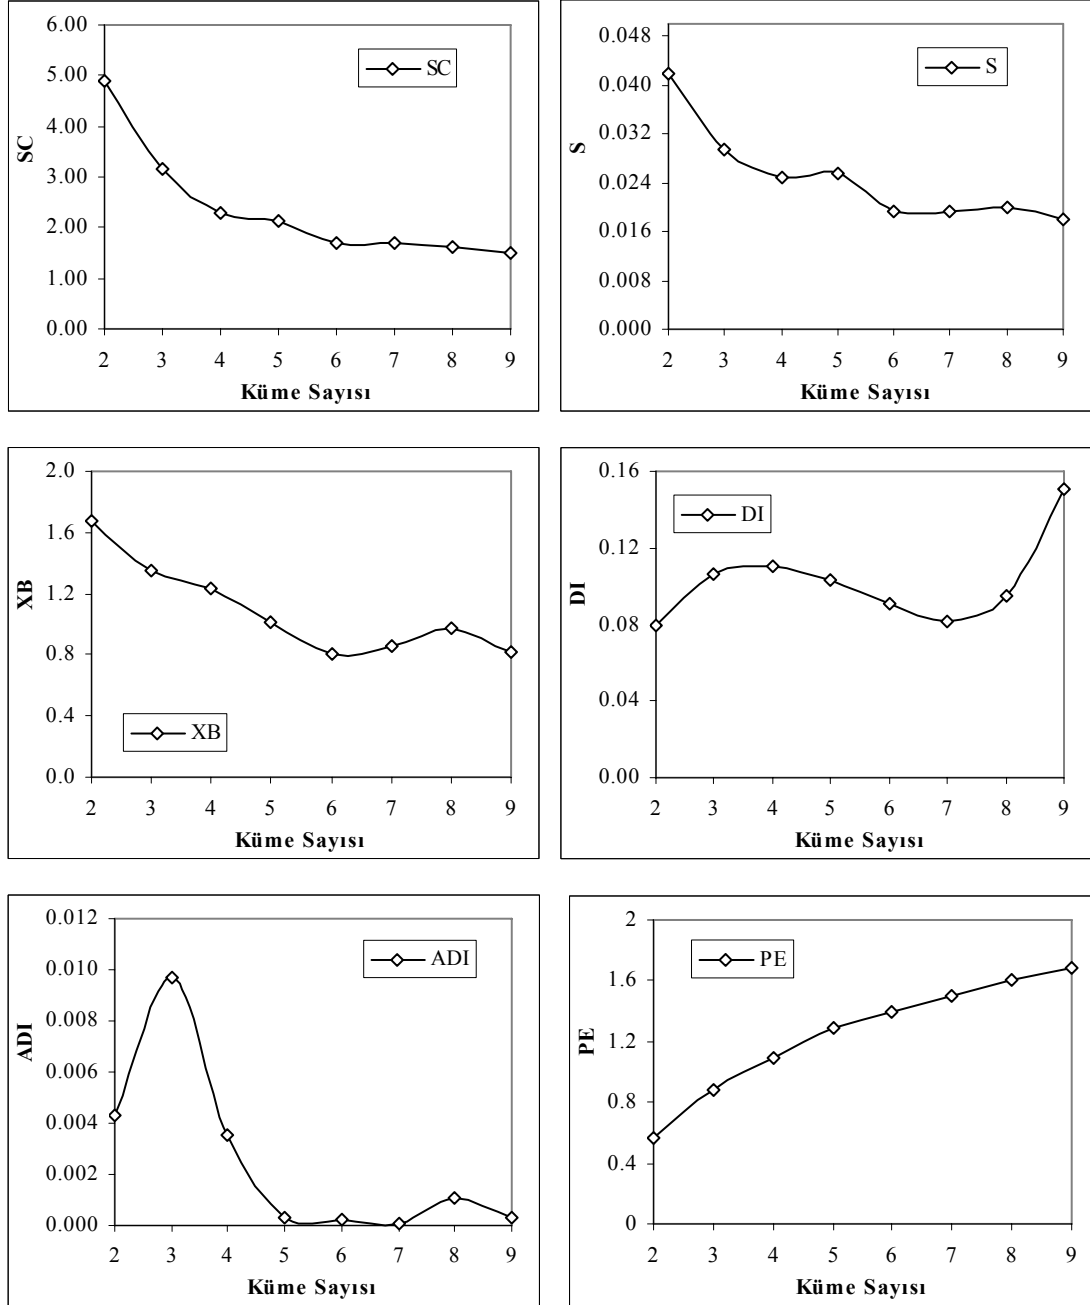 6.00
5.00
4.00
3.00
2.00
1.00
0.00
SC
SC
2 3 4 5 6 7 8 9
Küme Sayısı
0.048
0.040
0.032
0.024
0.016
0.008
0.000
S
S
2 3 4 5 6 7 8 9
Küme Sayısı
2.0
1.6
1.2
0.8
0.4
0.0
XB
XB
2 3 4 5 6 7 8 9
Küme Sayısı
0.16
0.12
0.08
0.04
0.00
DI
DI
2 3 4 5 6 7 8 9
Küme Sayısı
0.012
0.010
0.008
0.006
0.004
0.002
0.000
ADI
ADI
2 3 4 5 6 7 8 9
Küme Sayısı
2
1.6
1.2
0.8
0.4
0
PE
PE
2 3 4 5 6 7 8 9
Küme Sayısı